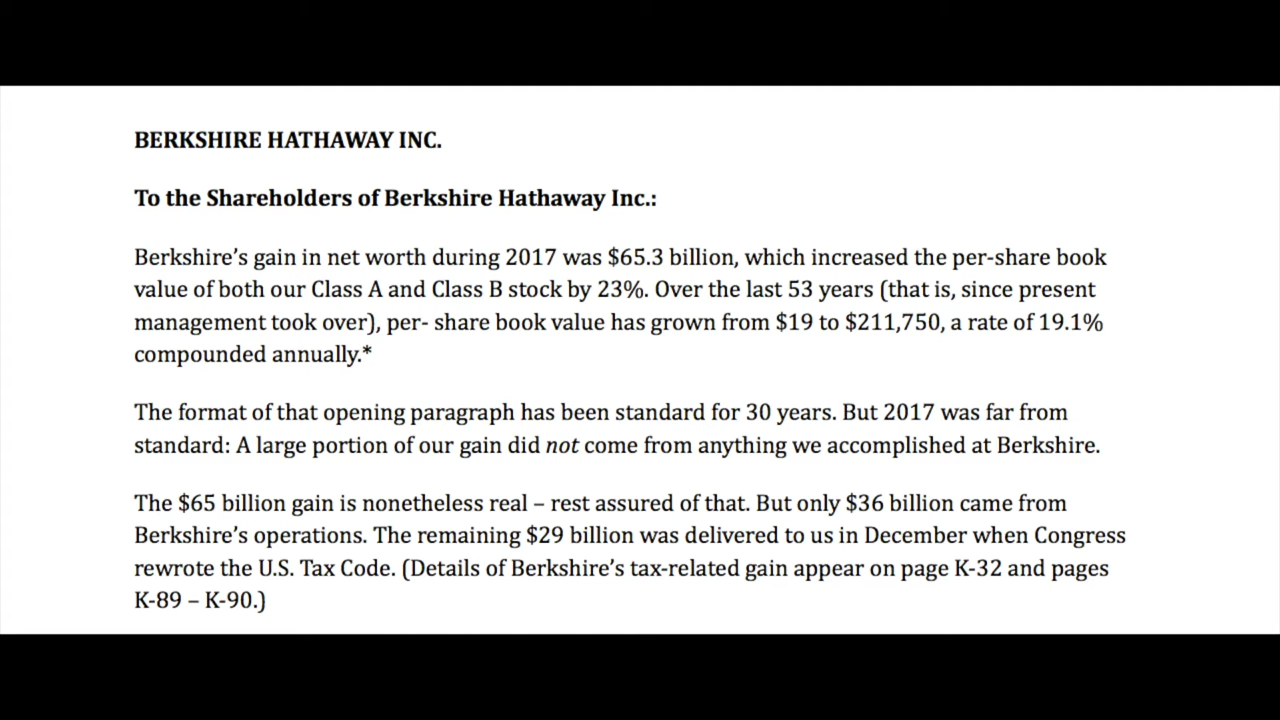 BERKSHIRE HATHAWAY INC.
To the Shareholders of Berkshire Hathaway Inc.:
Berkshire’s gain in net worth during 2017 was $65.3 billion, which increased the per-share book
value of both our Class A and Class B stock by 23%. Over the last 53 years (that is, since present
management took over), per- share book value has grown from $19 to $211,750, a rate of 19.1%
compounded annually.*
The format of that opening paragraph has been standard for 30 years. But 2017 was far from
standard: A large portion of our gain did not come from anything we accomplished at Berkshire.
The $65 billion gain is nonetheless real – rest assured of that. But only $36 billion came from
Berkshire’s operations. The remaining $29 billion was delivered to us in December when Congress
rewrote the U.S. Tax Code. (Details of Berkshire’s tax-related gain appear on page K-32 and pages
K-89 – K-90.)